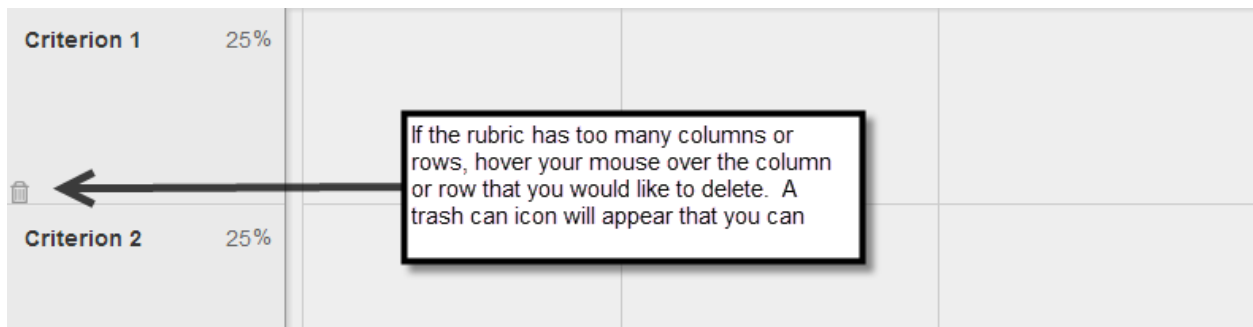 Criterion 1 25%
If the rubric has too many columns or
rows, hover your mouse over the column
or row that you would like to delete.  A
trash can icon will appear that you can
Criterion 2 25%